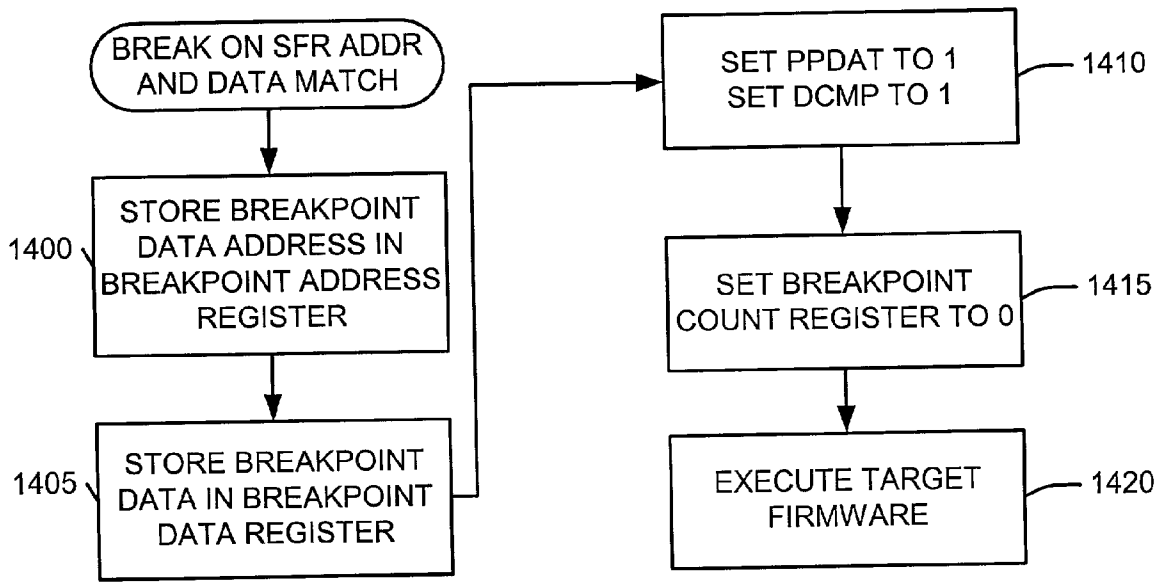 BREAK ON SFR ADDR
AND DATA MATCH
1400
STORE BREAKPOINT
DATA ADDRESS IN
BREAKPOINT ADDRESS
REGISTER
1405
STORE BREAKPOINT
DATA IN BREAKPOINT
DATA REGISTER
SET PPDAT TO 1
SET DCMP TO 1
1410
SET BREAKPOINT
COUNT REGISTER TO 0
1415
EXECUTE TARGET
FIRMWARE
1420